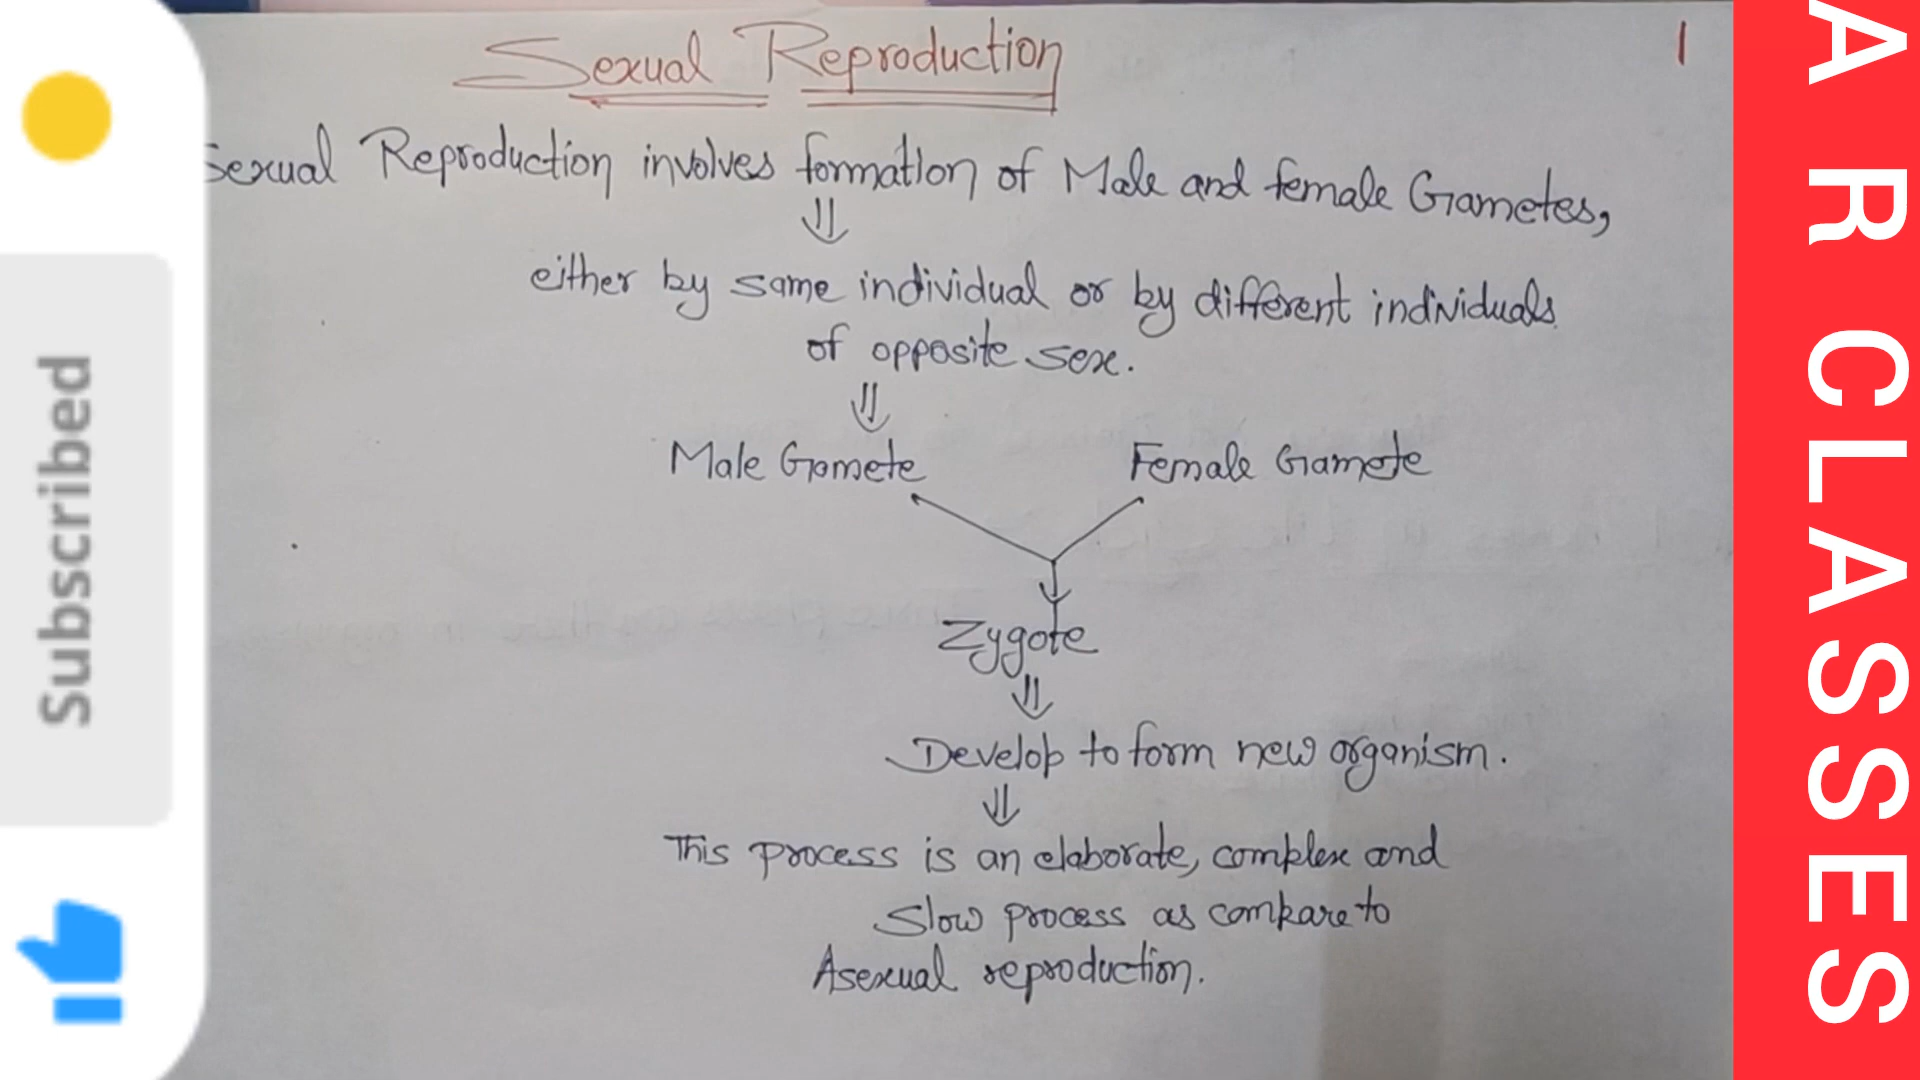 Sexual Reproduction
1
Sexual Reproduction involves formation of Male and female Gametes,
either by same individual or by different individuals
of opposite sex.
Male Gamete Female Gamete
Zygote
Develop to form new organism.
This process is an elaborate, complex and
Slow process as compare to
Asexual reproduction.
Subscribed
A R CLASSES